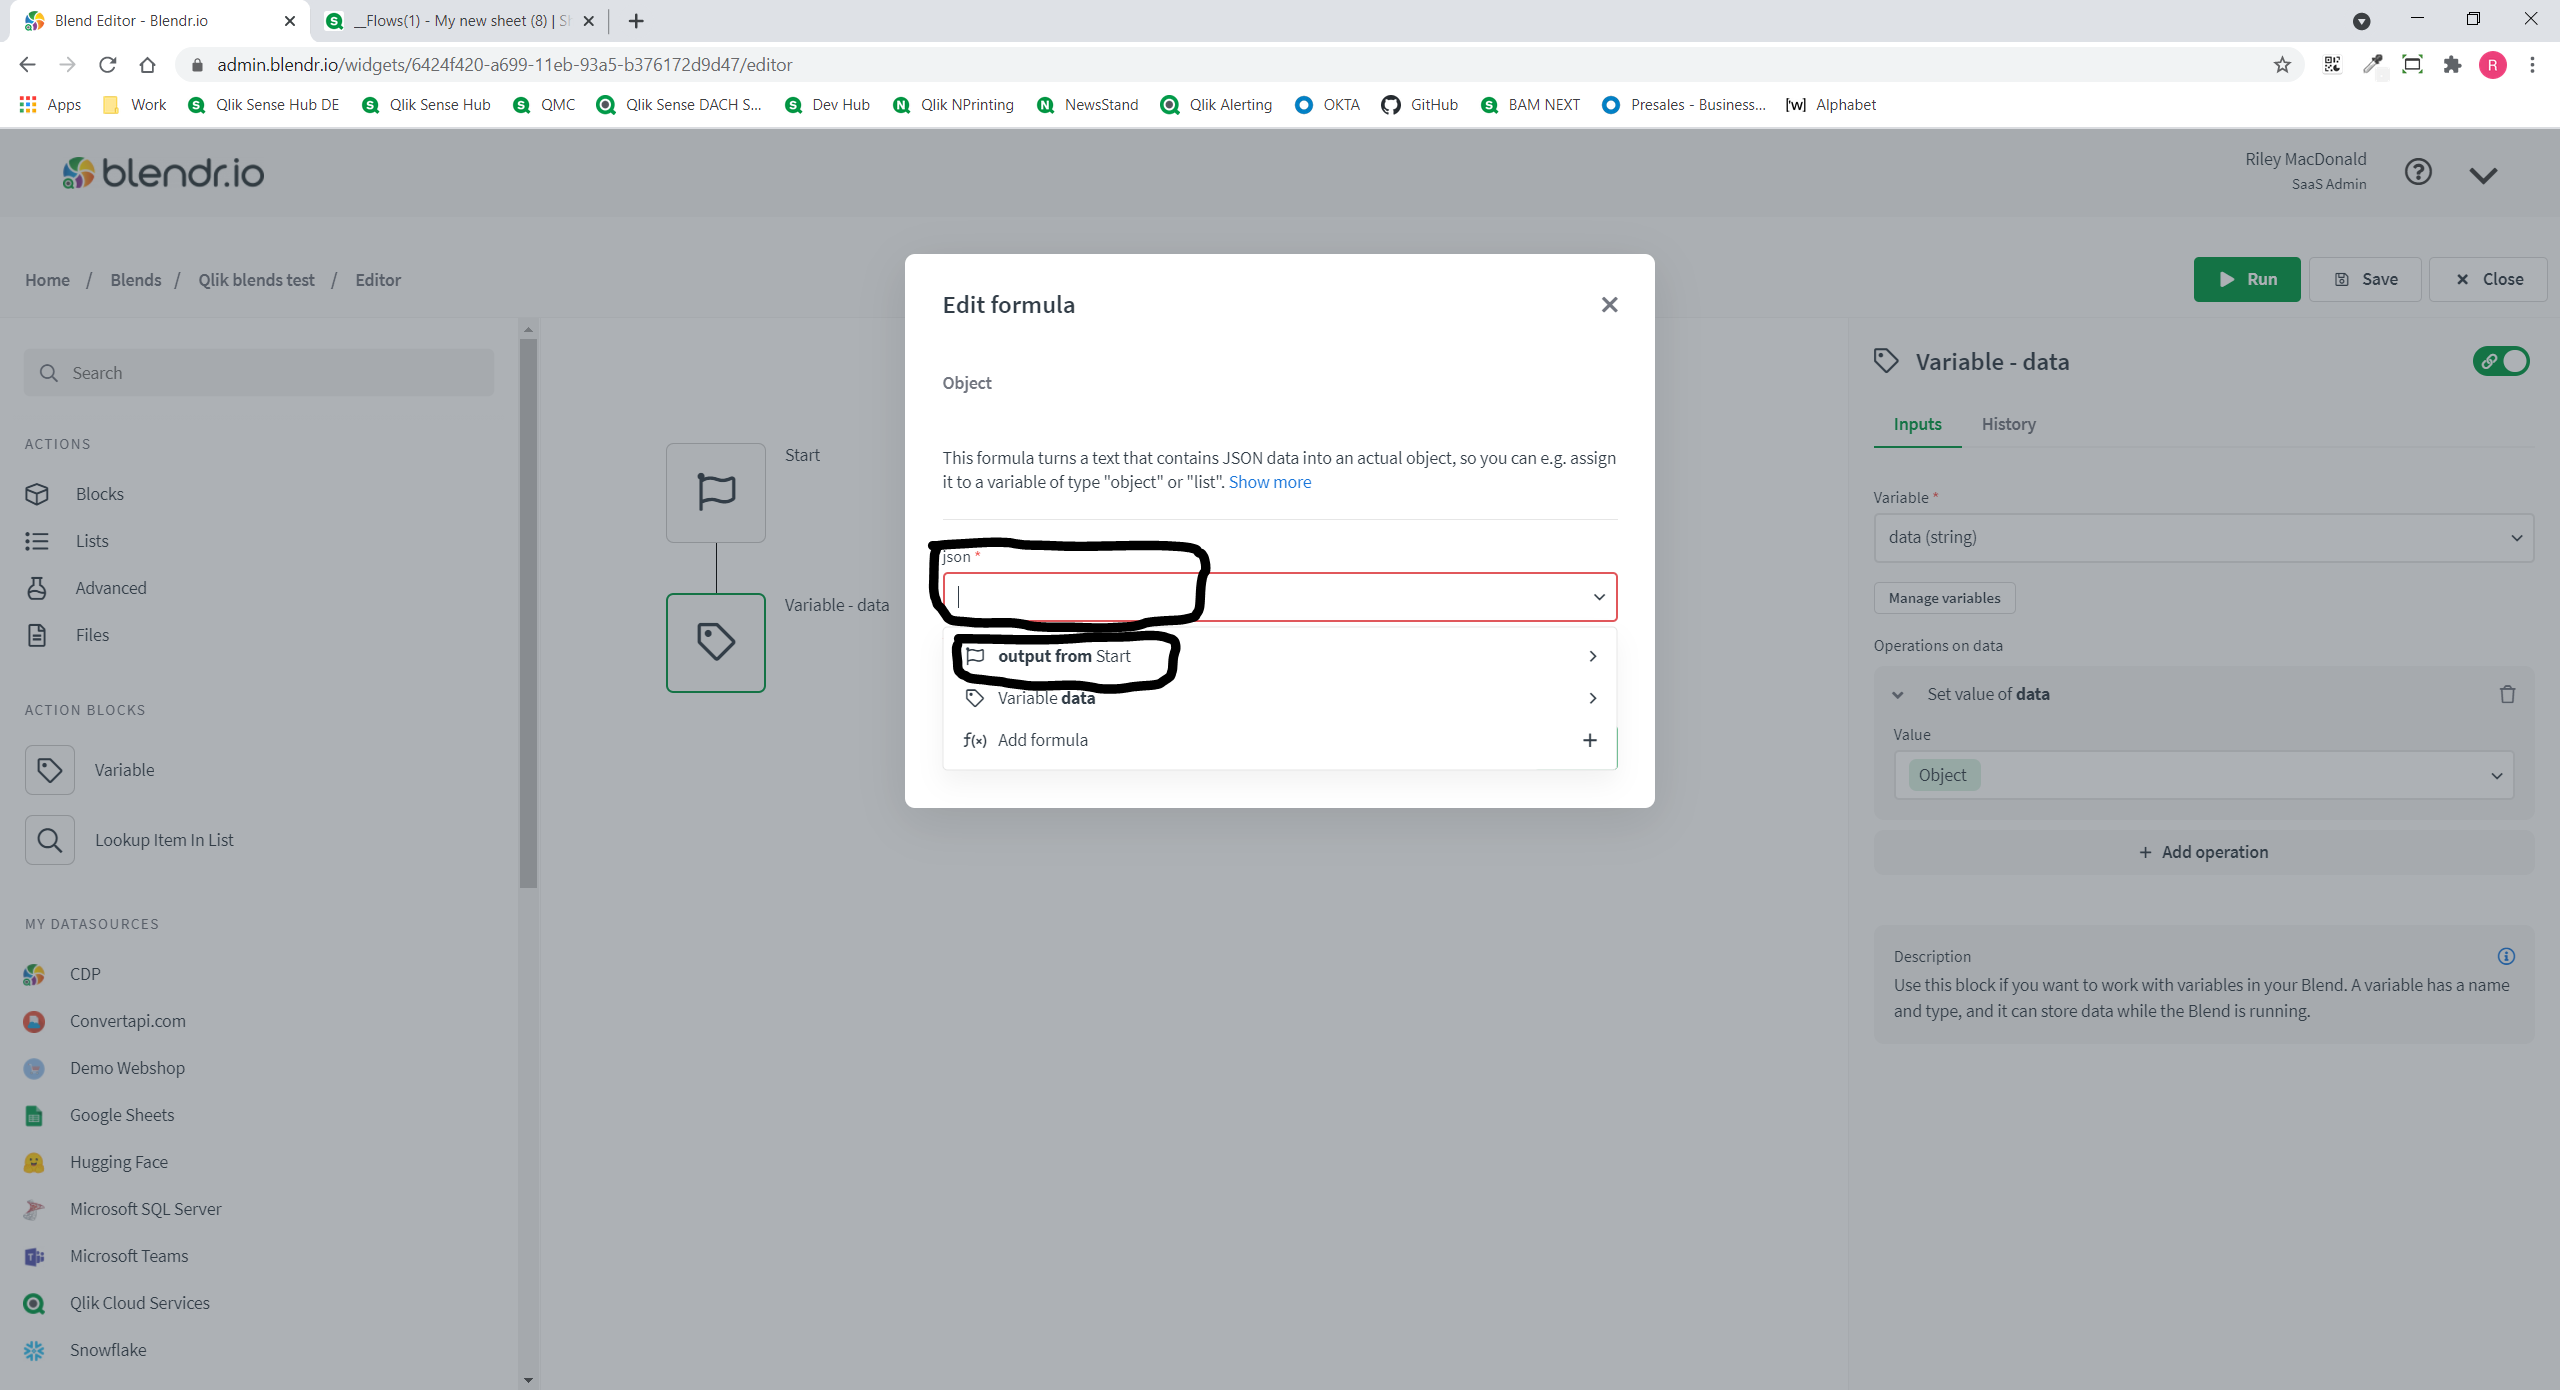 Blend Editor - Blendr.io
__Flows(1) - My new sheet (8) | S
admin.blendr.io/widgets/6424f420-a699-11eb-93a5-b376172d9d47/editor
R
Apps Work Qlik Sense Hub DE Qlik Sense Hub QMC Qlik Sense DACH S... Dev Hub Qlik NPrinting NewsStand Qlik Alerting OKTA GitHub BAM NEXT Presales - Business... Alphabet
blendr.io
Riley MacDonald
SaaS Admin
Home / Blends / Qlik blends test / Editor
Run Save Close
Search
ACTIONS
Blocks
Lists
Advanced
Files
ACTION BLOCKS
Variable
Lookup Item In List
MY DATASOURCES
CDP
Convertapi.com
Demo Webshop
Google Sheets
Hugging Face
Microsoft SQL Server
Microsoft Teams
Qlik Cloud Services
Snowflake
Start
Variable - data
Edit formula
Object
This formula turns a text that contains JSON data into an actual object, so you can e.g. assign
it to a variable of type "object" or "list". Show more
json *
output from Start
Variable data
f(x) Add formula
Variable - data
Inputs History
Variable *
data (string)
Manage variables
Operations on data
Set value of data
Value
Object
+ Add operation
Description
Use this block if you want to work with variables in your Blend. A variable has a name
and type, and it can store data while the Blend is running.